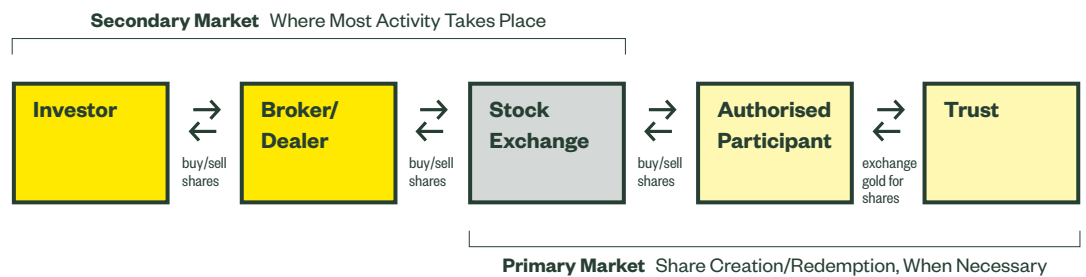 Secondary Market Where Most Activity Takes Place
Investor
buy/sell
shares
Broker/
Dealer
buy/sell
shares
Stock
Exchange
buy/sell
shares
Authorised
Participant
exchange
gold for
shares
Trust
Primary Market Share Creation/Redemption, When Necessary